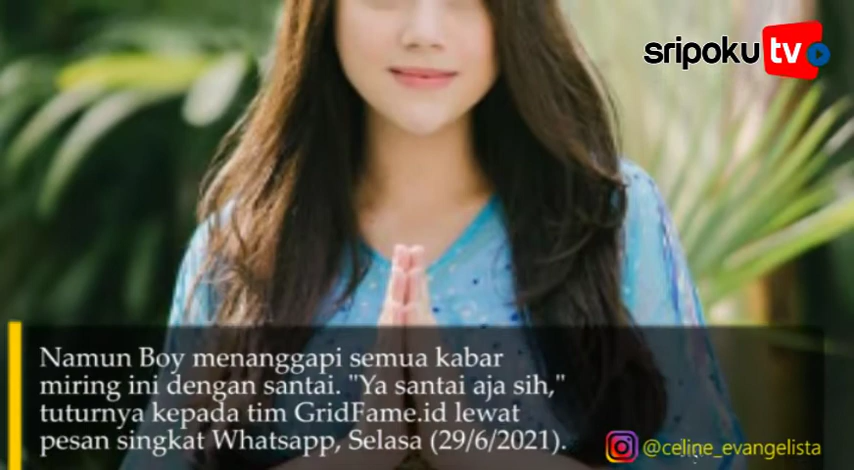 sripoku tv
Namun Boy menanggapi semua kabar
miring ini dengan santai. "Ya santai aja sih,"
tuturnya kepada tim GridFame.id lewat
pesan singkat Whatsapp, Selasa (29/6/2021).
@celine_evangelista